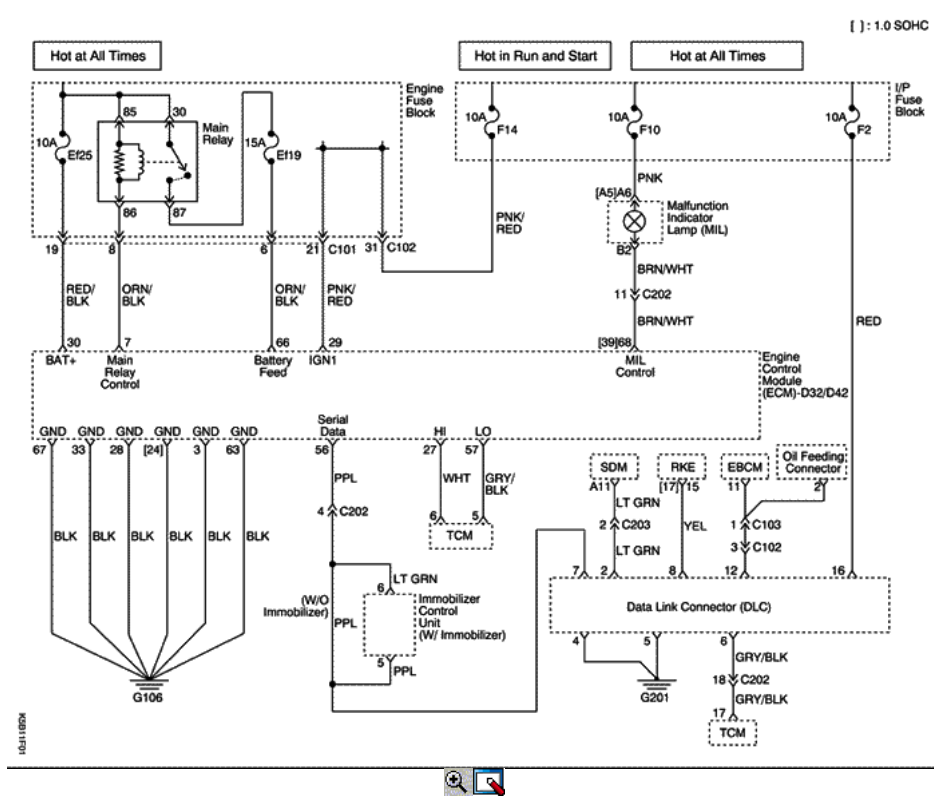 [ ] : 1.0 SOHC
Hot at All Times
Hot in Run and Start
Hot at All Times
Engine
Fuse
Block
I/P
Fuse
Block
85
30
Main
Relay
10A
Ef25
15A
Ef19
10A
F14
10A
F10
10A
F2
86
87
PNK
[A5]A6
Malfunction
Indicator
Lamp (MIL)
B2
PNK/
RED
19
8
6
21
C101
31
C102
BRN/WHT
11
C202
RED/
BLK
ORN/
BLK
ORN/
BLK
PNK/
RED
BRN/WHT
RED
30
7
66
29
[39]68
BAT+
Main
Relay
Control
Battery
Feed
IGN1
MIL
Control
Engine
Control
Module
(ECM)-D32/D42
GND
GND
GND
GND
GND
GND
Serial
Data
HI
LO
67
33
28
[24]
3
63
56
27
57
SDM
RKE
EBCM
Oil Feeding
Connector
PPL
WHT
GRY/
BLK
A11
[17]
15
11
2
LT GRN
4
C202
6
5
TCM
2
C203
YEL
1
C103
BLK
BLK
BLK
BLK
BLK
BLK
LT GRN
3
C102
7
2
8
12
16
LT GRN
6
(W/O
Immobilizer)
PPL
Immobilizer
Control
Unit
(W/ Immobilizer)
Data Link Connector (DLC)
4
5
6
5
PPL
GRY/BLK
18
C202
G106
G201
GRY/BLK
17
TCM
K5B11F01